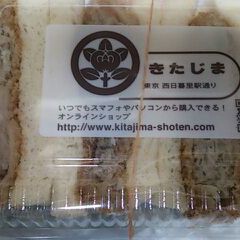 きたじま
東京 西日暮里駅通り
いつでもスマフォやパソコンから購入できる！
オンラインショップ
http://www.kitajima-shoten.com